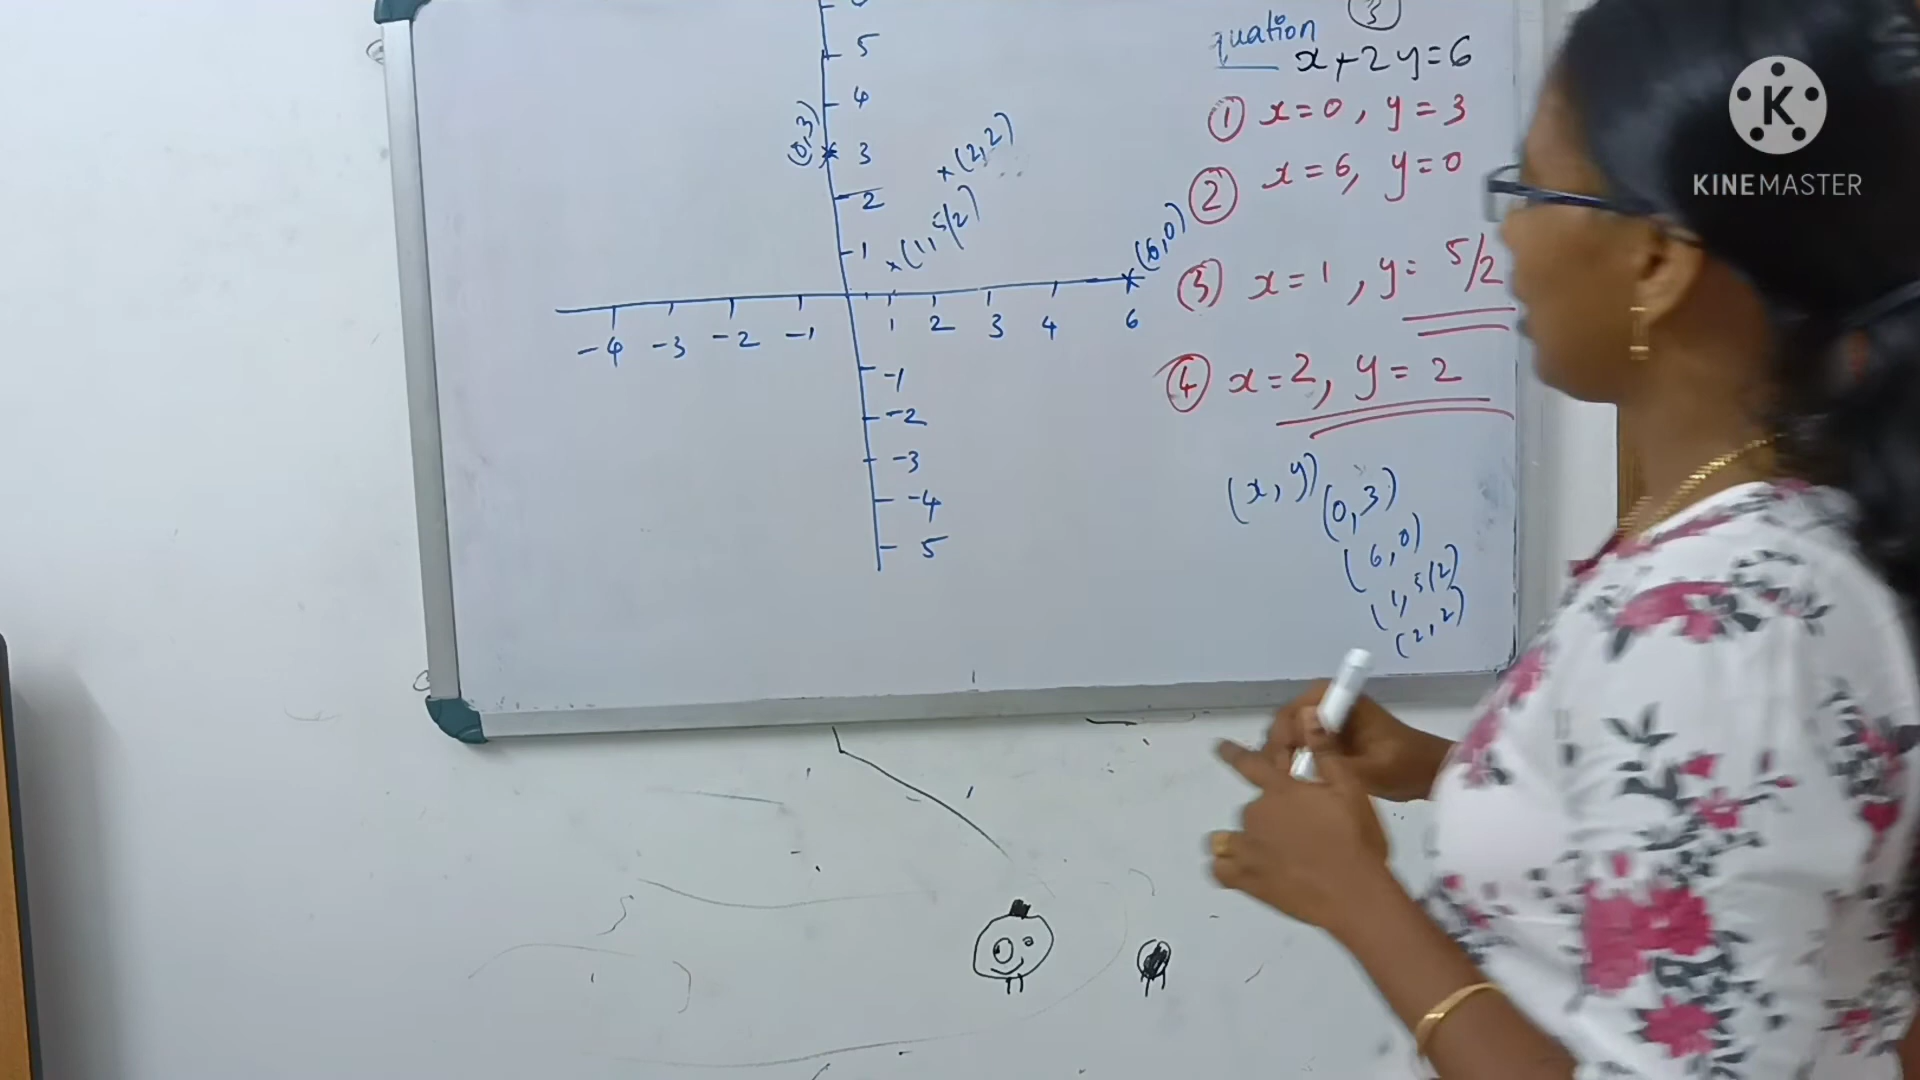 quation
③
x+2y=6
① x=0, y=3
② x=6, y=0
③ x=1, y=5/2
④ x=2, y=2
(x,y) (0,3)
(6,0)
(1,5/2)
(2,2)
5
4
(0,3) 3
(2,2)
2
(1,5/2)
1
(6,0)
-4 -3 -2 -1 1 2 3 4 6
-1
-2
-3
-4
5
K
KINEMASTER